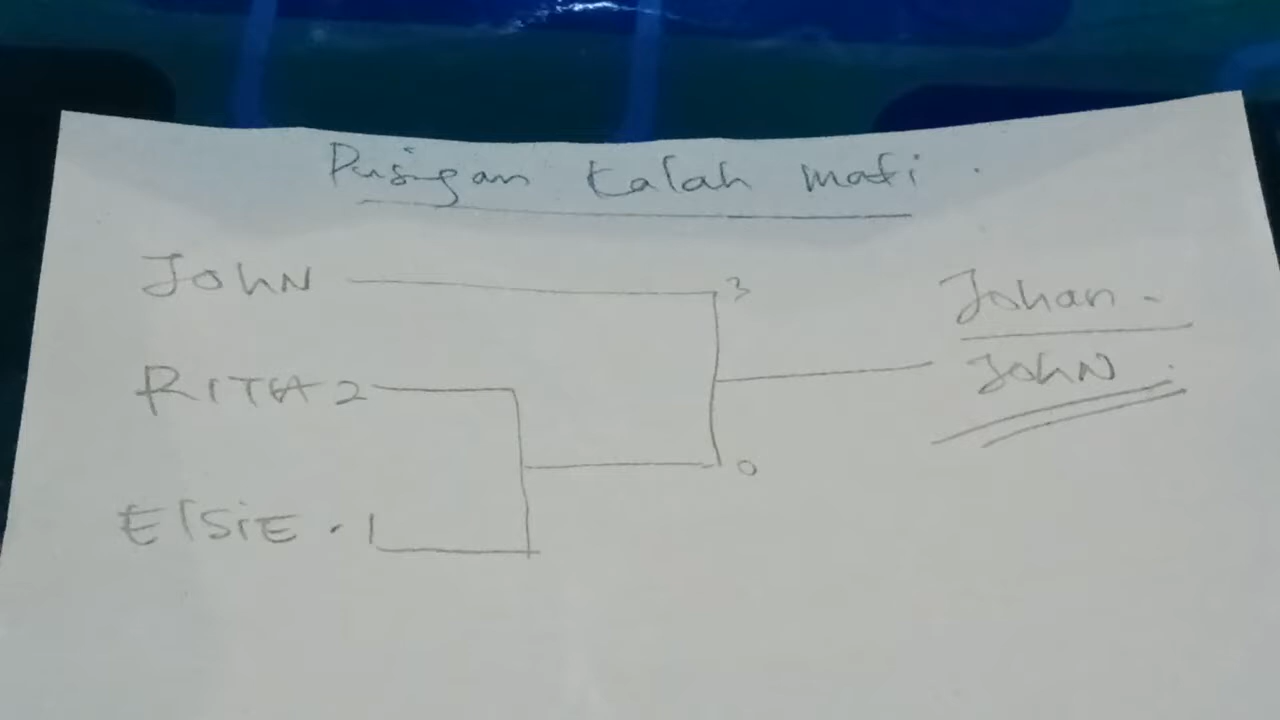 Pusingan kalah mati.
JOHN 3
Johan -
RITA 2
JOHN
0
ElSiE . 1